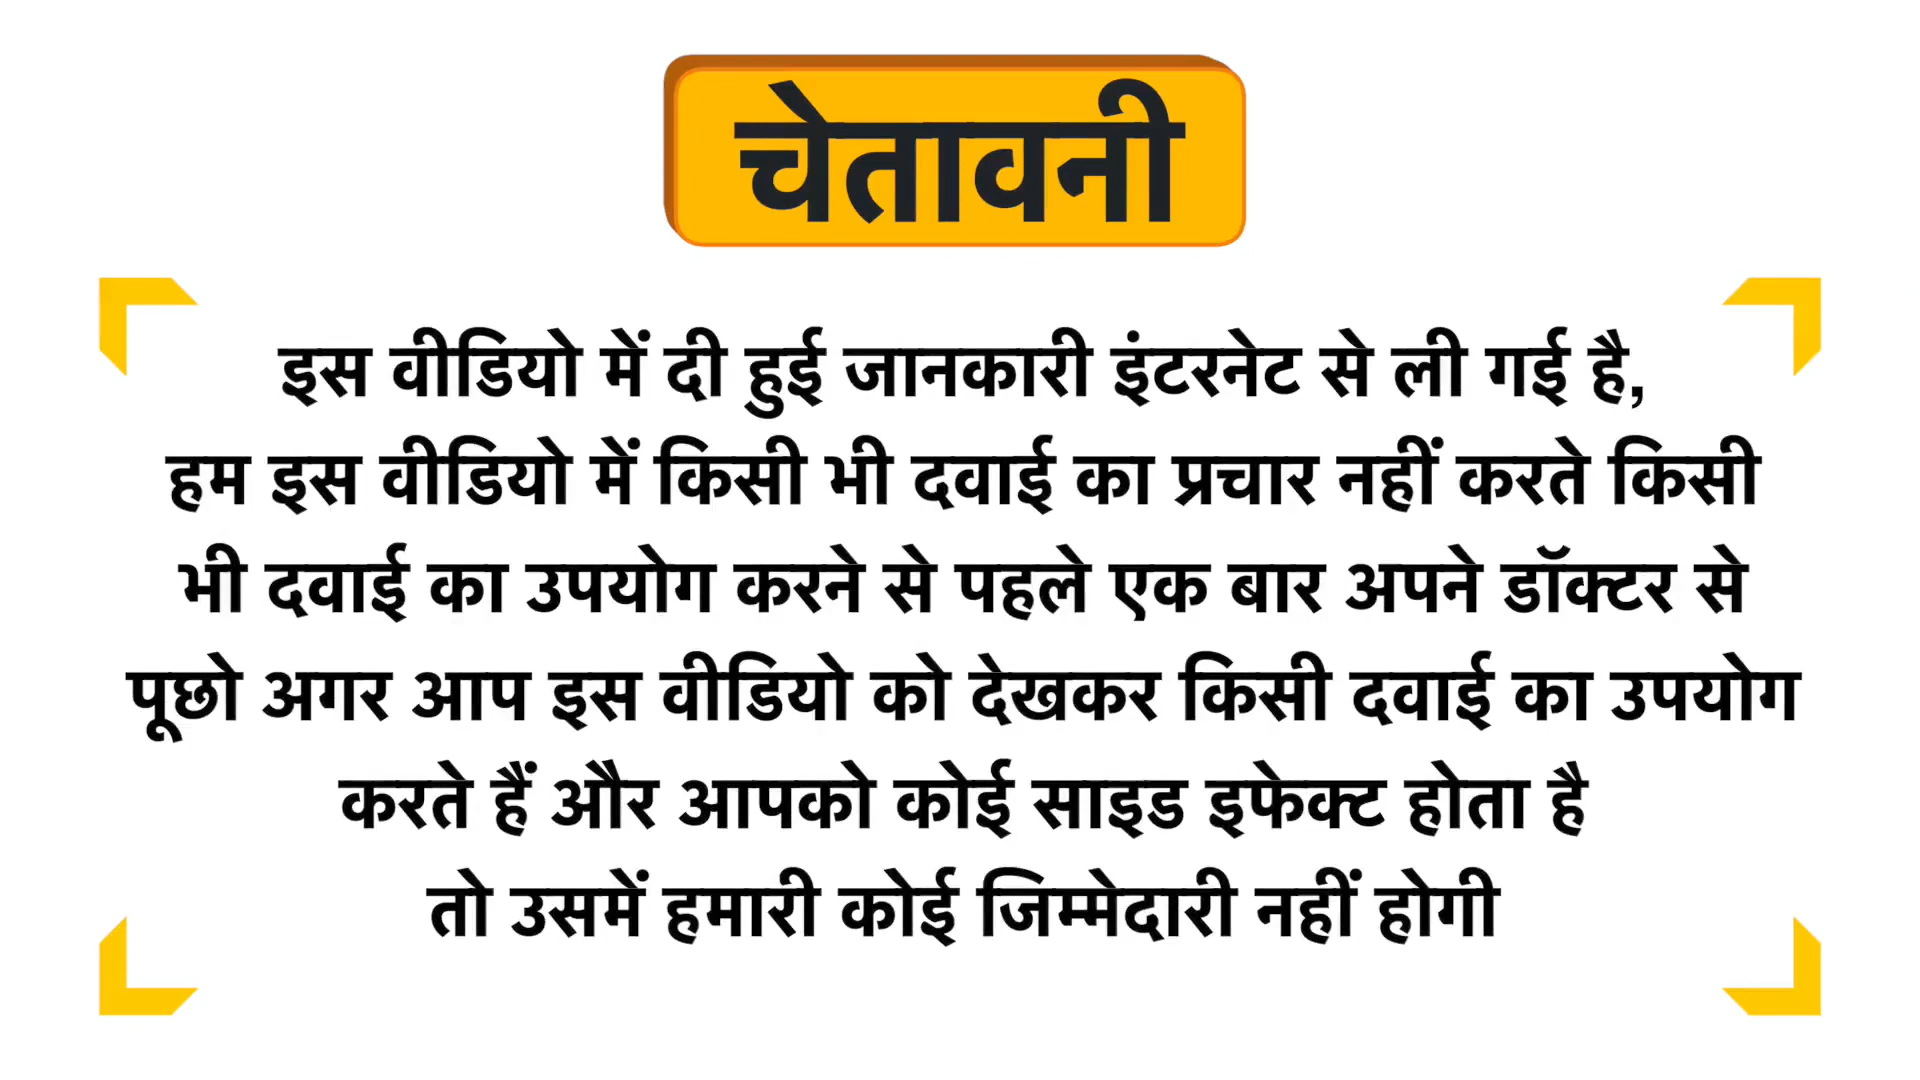 चेतावनी
इस वीडियो में दी हुई जानकारी इंटरनेट से ली गई है,
हम इस वीडियो में किसी भी दवाई का प्रचार नहीं करते किसी
भी दवाई का उपयोग करने से पहले एक बार अपने डॉक्टर से
पूछो अगर आप इस वीडियो को देखकर किसी दवाई का उपयोग
करते हैं और आपको कोई साइड इफेक्ट होता है
तो उसमें हमारी कोई जिम्मेदारी नहीं होगी